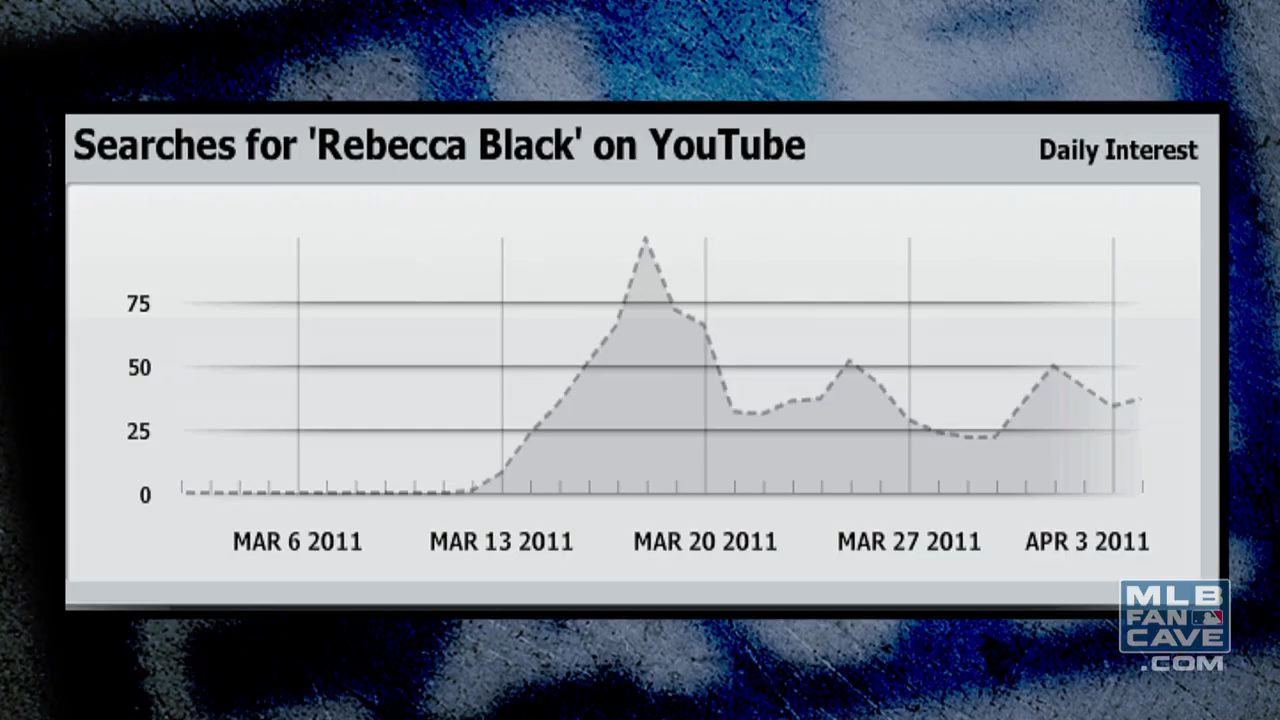 Searches for 'Rebecca Black' on YouTube
Daily Interest
75
50
25
0
MAR 6 2011 MAR 13 2011 MAR 20 2011 MAR 27 2011 APR 3 2011
MLB
FAN
CAVE
.COM